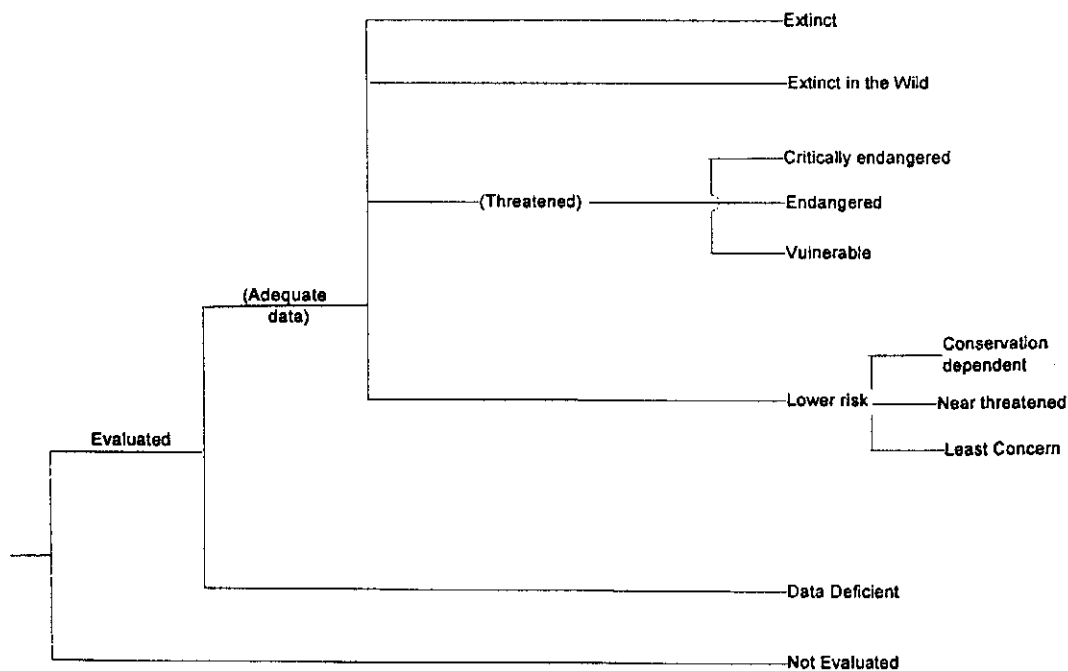 Extinct
Extinct in the Wild
Critically endangered
(Threatened)
Endangered
Vulnerable
(Adequate
data)
Conservation
dependent
Lower risk
Near threatened
Least Concern
Evaluated
Data Deficient
Not Evaluated